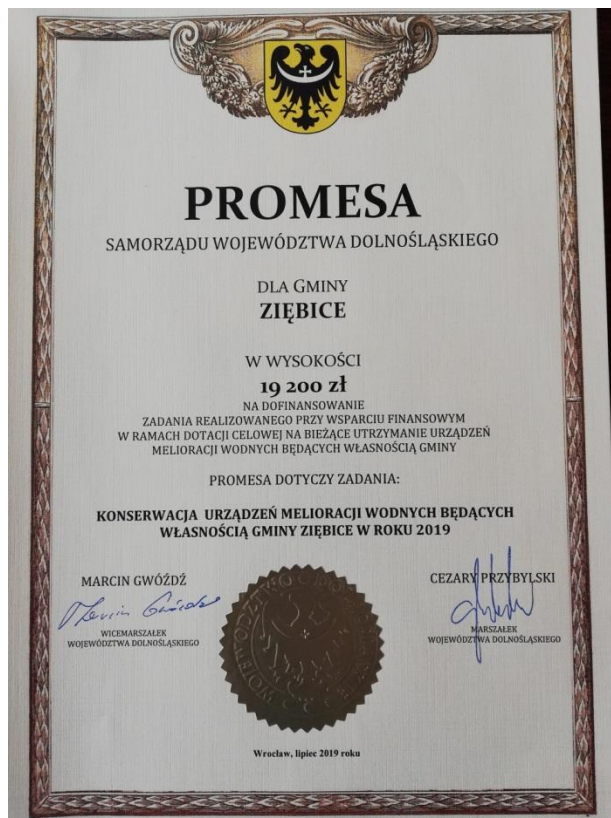 PROMESA
SAMORZĄDU WOJEWÓDZTWA DOLNOŚLĄSKIEGO
DLA GMINY
ZIĘBICE
W WYSOKOŚCI
19 200 zł
NA DOFINANSOWANIE
ZADANIA REALIZOWANEGO PRZY WSPARCIU FINANSOWYM
W RAMACH DOTACJI CELOWEJ NA BIEŻĄCE UTRZYMANIE URZĄDZEŃ
MELIORACJI WODNYCH BĘDĄCYCH WŁASNOŚCIĄ GMINY
PROMESA DOTYCZY ZADANIA:
KONSERWACJA URZĄDZEŃ MELIORACJI WODNYCH BĘDĄCYCH
WŁASNOŚCIĄ GMINY ZIĘBICE W ROKU 2019
MARCIN GWÓŹDŹ
WICEMARSZAŁEK
WOJEWÓDZTWA DOLNOŚLĄSKIEGO
CEZARY PRZYBYLSKI
MARSZAŁEK
WOJEWÓDZTWA DOLNOŚLĄSKIEGO
Wrocław, lipiec 2019 roku